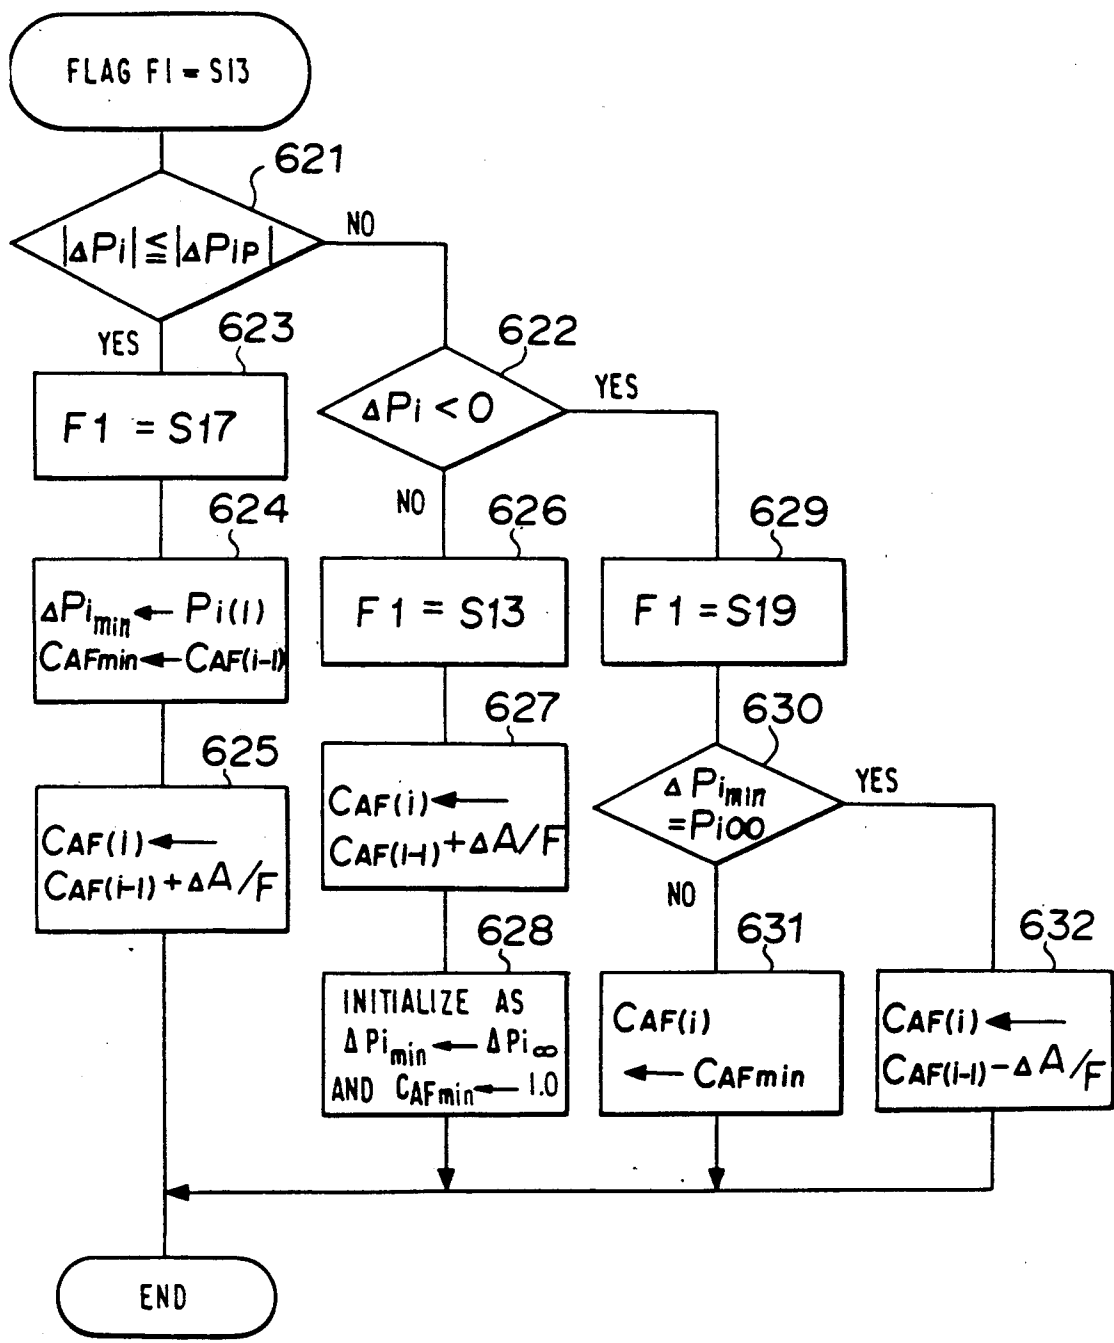 FLAG F1 = S13
621
|ΔPi| ≦ |ΔPiP|
NO
YES
623
F1 = S17
622
ΔPi < 0
YES
NO
624
ΔPimin ← Pi(i)
CAFmin ← CAF(i-1)
626
F1 = S13
629
F1 = S19
625
CAF(i) ←
CAF(i-1) + ΔA/F
627
CAF(i) ←
CAF(i-1) + ΔA/F
630
ΔPimin
= Pi∞
YES
NO
628
INITIALIZE AS
ΔPimin ← ΔPi∞
AND CAFmin ← 1.0
631
CAF(i)
← CAFmin
632
CAF(i) ←
CAF(i-1) - ΔA/F
END